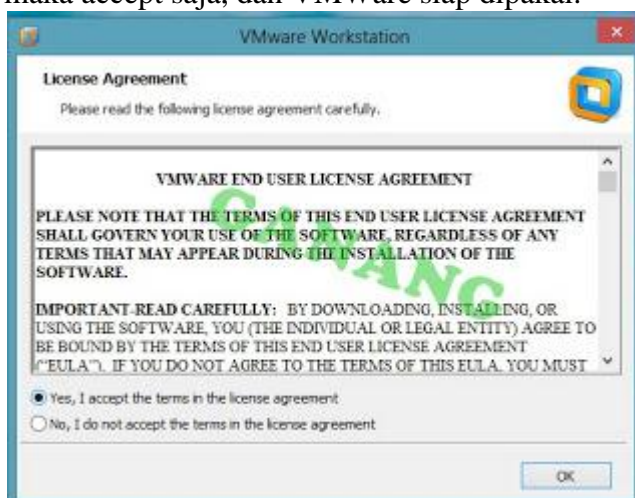 maka accept saja, dan VMware siap dipakai.
VMware Workstation
License Agreement
Please read the following license agreement carefully.
VMWARE END USER LICENSE AGREEMENT
PLEASE NOTE THAT THE TERMS OF THIS END USER LICENSE AGREEMENT
SHALL GOVERN YOUR USE OF THE SOFTWARE, REGARDLESS OF ANY
TERMS THAT MAY APPEAR DURING THE INSTALLATION OF THE
SOFTWARE.
IMPORTANT-READ CAREFULLY: BY DOWNLOADING, INSTALLING, OR
USING THE SOFTWARE, YOU (THE INDIVIDUAL OR LEGAL ENTITY) AGREE TO
BE BOUND BY THE TERMS OF THIS END USER LICENSE AGREEMENT
("EULA"). IF YOU DO NOT AGREE TO THE TERMS OF THIS EULA, YOU MUST
GANANG
Yes, I accept the terms in the license agreement
No, I do not accept the terms in the license agreement
OK